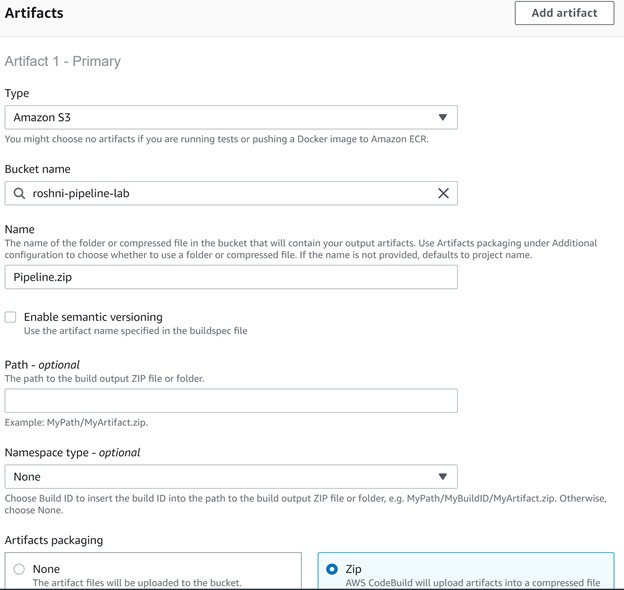 Artifacts
Add artifact
Artifact 1 - Primary
Type
Amazon S3
You might choose no artifacts if you are running tests or pushing a Docker image to Amazon ECR.
Bucket name
roshni-pipeline-lab
Name
The name of the folder or compressed file in the bucket that will contain your output artifacts. Use Artifacts packaging under Additional
configuration to choose whether to use a folder or compressed file. If the name is not provided, defaults to project name.
Pipeline.zip
Enable semantic versioning
Use the artifact name specified in the buildspec file
Path - optional
The path to the build output ZIP file or folder.
Example: MyPath/MyArtifact.zip.
Namespace type - optional
None
Choose Build ID to insert the build ID into the path to the build output ZIP file or folder, e.g. MyPath/MyBuildID/MyArtifact.zip. Otherwise,
choose None.
Artifacts packaging
None
The artifact files will be uploaded to the bucket.
Zip
AWS CodeBuild will upload artifacts into a compressed file